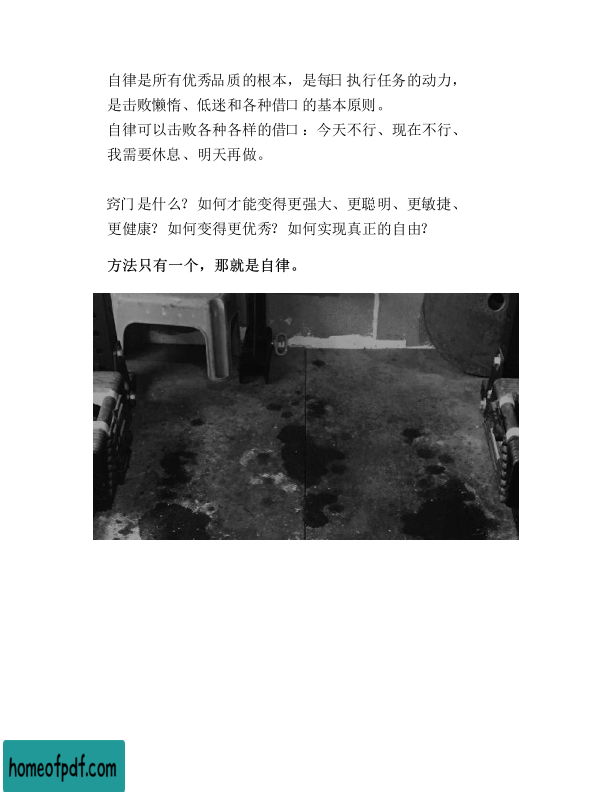 自律是所有优秀品质的根本，是每日执行任务的动力，
是击败懒惰、低迷和各种借口的基本原则。
自律可以击败各种各样的借口：今天不行、现在不行、
我需要休息、明天再做。
窍门是什么？如何才能变得更强大、更聪明、更敏捷、
更健康？如何变得更优秀？如何实现真正的自由？
方法只有一个，那就是自律。
homeofpdf.com